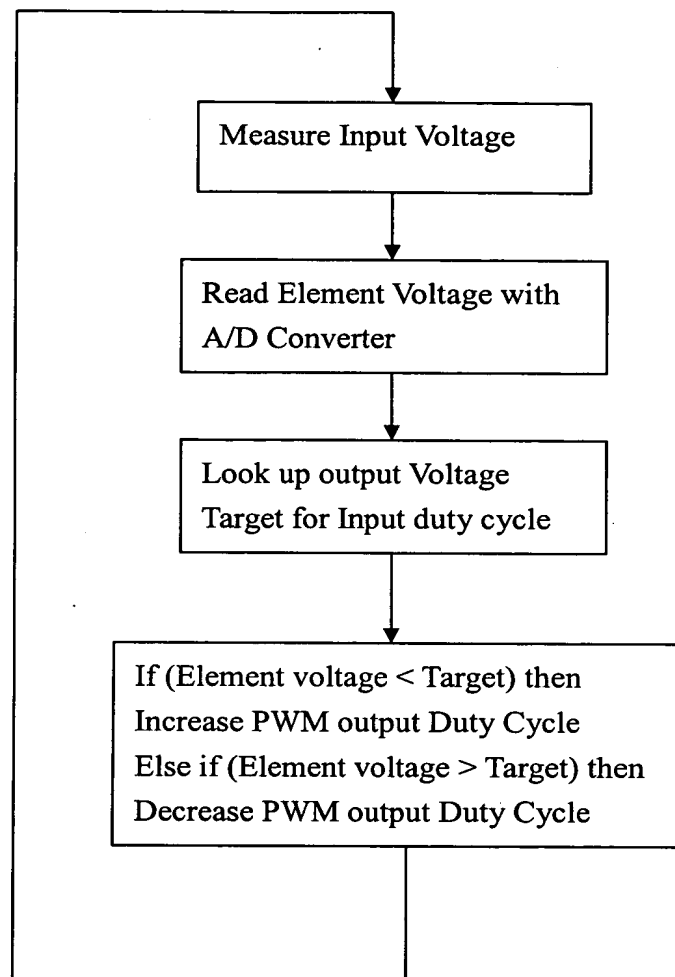 Measure Input Voltage
Read Element Voltage with
A/D Converter
Look up output Voltage
Target for Input duty cycle
If (Element voltage < Target) then
Increase PWM output Duty Cycle
Else if (Element voltage > Target) then
Decrease PWM output Duty Cycle